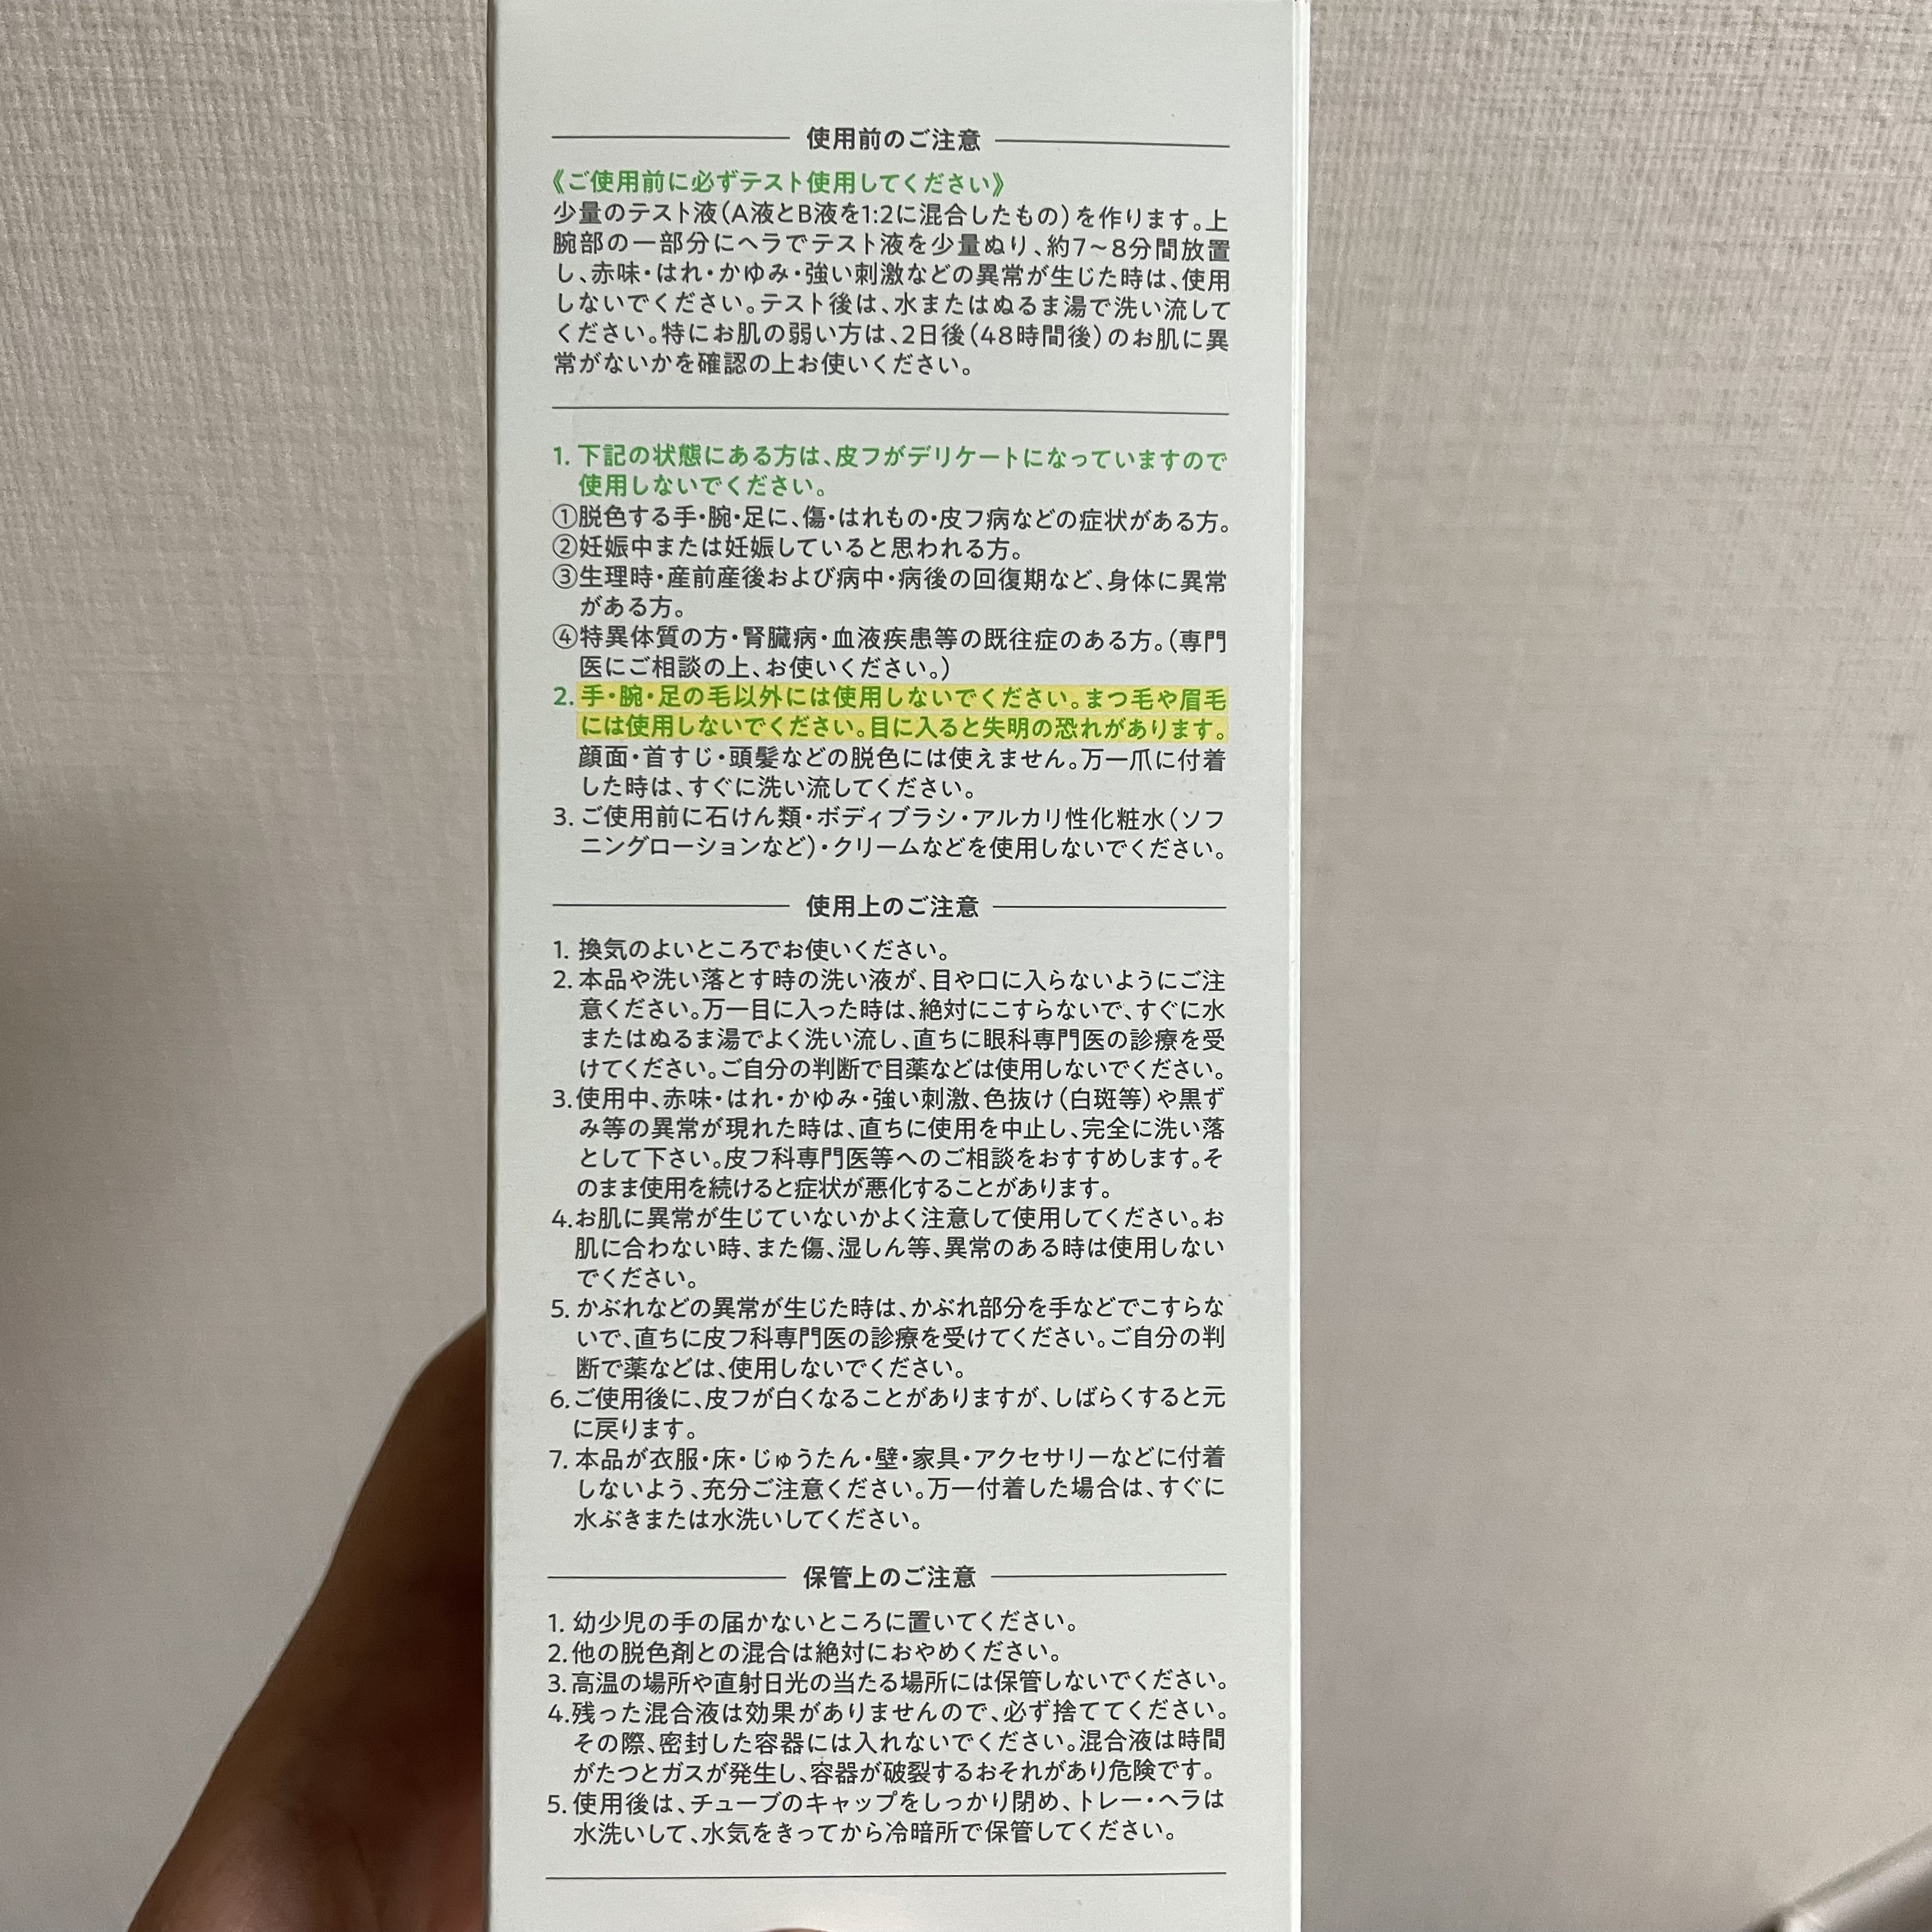 使用前のご注意
《ご使用前に必ずテスト使用してください》
少量のテスト液(A液とB液を1:2に混合したもの)を作ります。上
腕部の一部分にヘラでテスト液を少量ぬり、約7〜8分間放置
し、赤味・はれ・かゆみ・強い刺激などの異常が生じた時は、使用
しないでください。テスト後は、水またはぬるま湯で洗い流して
ください。特にお肌の弱い方は、2日後(48時間後)のお肌に異
常がないかを確認の上お使いください。
1. 下記の状態にある方は、皮フがデリケートになっていますので
使用しないでください。
①脱色する手・腕・足に、傷・はれもの・皮フ病などの症状がある方。
②妊娠中または妊娠していると思われる方。
③生理時・産前産後および病中・病後の回復期など、身体に異常
がある方。
④特異体質の方・腎臓病・血液疾患等の既往症のある方。(専門
医にご相談の上、お使いください。)
2. 手・腕・足の毛以外には使用しないでください。まつ毛や眉毛
には使用しないでください。目に入ると失明の恐れがあります。
顔面・首すじ・頭髪などの脱色には使えません。万一爪に付着
した時は、すぐに洗い流してください。
3. ご使用前に石けん類・ボディブラシ・アルカリ性化粧水(ソフ
ニングローションなど)・クリームなどを使用しないでください。
使用上のご注意
1. 換気のよいところでお使いください。
2. 本品や洗い落とす時の洗い液が、目や口に入らないようにご注
意ください。万一目に入った時は、絶対にこすらないで、すぐに水
またはぬるま湯でよく洗い流し、直ちに眼科専門医の診療を受
けてください。ご自分の判断で目薬などは使用しないでください。
3.使用中、赤味・はれ・かゆみ・強い刺激、色抜け(白斑等)や黒ず
み等の異常が現れた時は、直ちに使用を中止し、完全に洗い落
として下さい。皮フ科専門医等へのご相談をおすすめします。そ
のまま使用を続けると症状が悪化することがあります。
4.お肌に異常が生じていないかよく注意して使用してください。お
肌に合わない時、また傷、湿しん等、異常のある時は使用しない
でください。
5. かぶれなどの異常が生じた時は、かぶれ部分を手などでこすらな
いで、直ちに皮フ科専門医の診療を受けてください。ご自分の判
断で薬などは、使用しないでください。
6.ご使用後に、皮フが白くなることがありますが、しばらくすると元
に戻ります。
7. 本品が衣服・床・じゅうたん・壁・家具・アクセサリーなどに付着
しないよう、充分ご注意ください。万一付着した場合は、すぐに
水ぶきまたは水洗いしてください。
保管上のご注意
1. 幼少児の手の届かないところに置いてください。
2.他の脱色剤との混合は絶対におやめください。
3.高温の場所や直射日光の当たる場所には保管しないでください。
4.残った混合液は効果がありませんので、必ず捨ててください。
その際、密封した容器には入れないでください。混合液は時間
がたつとガスが発生し、容器が破裂するおそれがあり危険です。
5. 使用後は、チューブのキャップをしっかり閉め、トレー・ヘラは
水洗いして、水気をきってから冷暗所で保管してください。